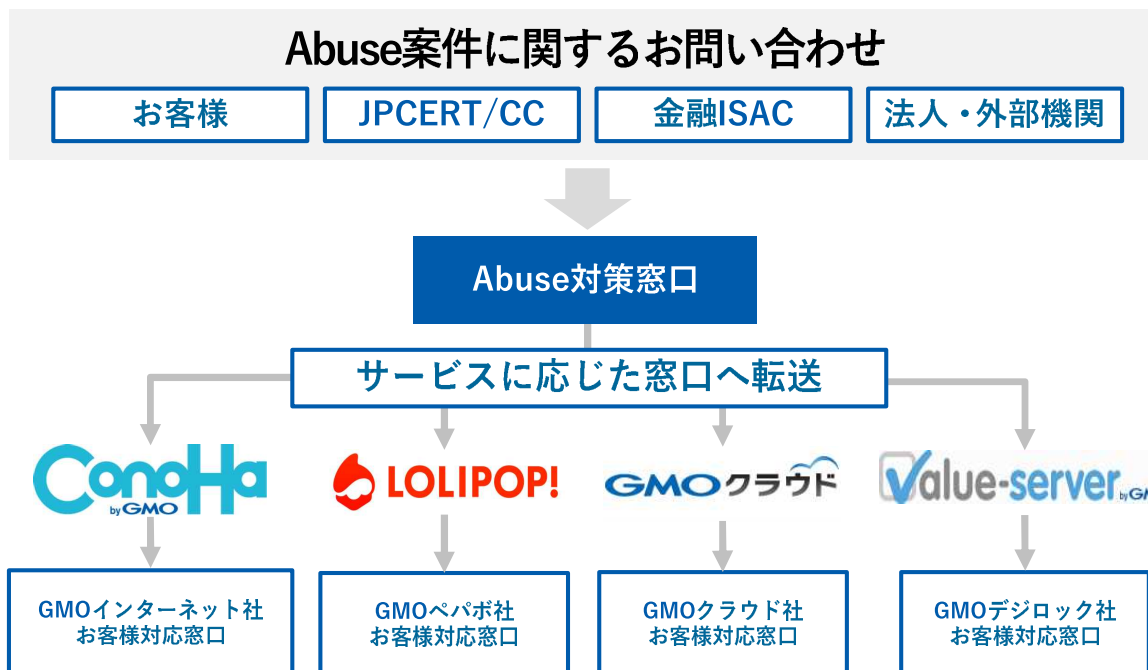 Abuse案件に関するお問い合わせ
お客様
JPCERT/CC
金融ISAC
法人・外部機関
Abuse対策窓口
サービスに応じた窓口へ転送
ConoHa
by GMO
LOLIPOP!
GMOクラウド
Value-server by GM
GMOインターネット社
お客様対応窓口
GMOペパボ社
お客様対応窓口
GMOクラウド社
お客様対応窓口
GMOデジロック社
お客様対応窓口